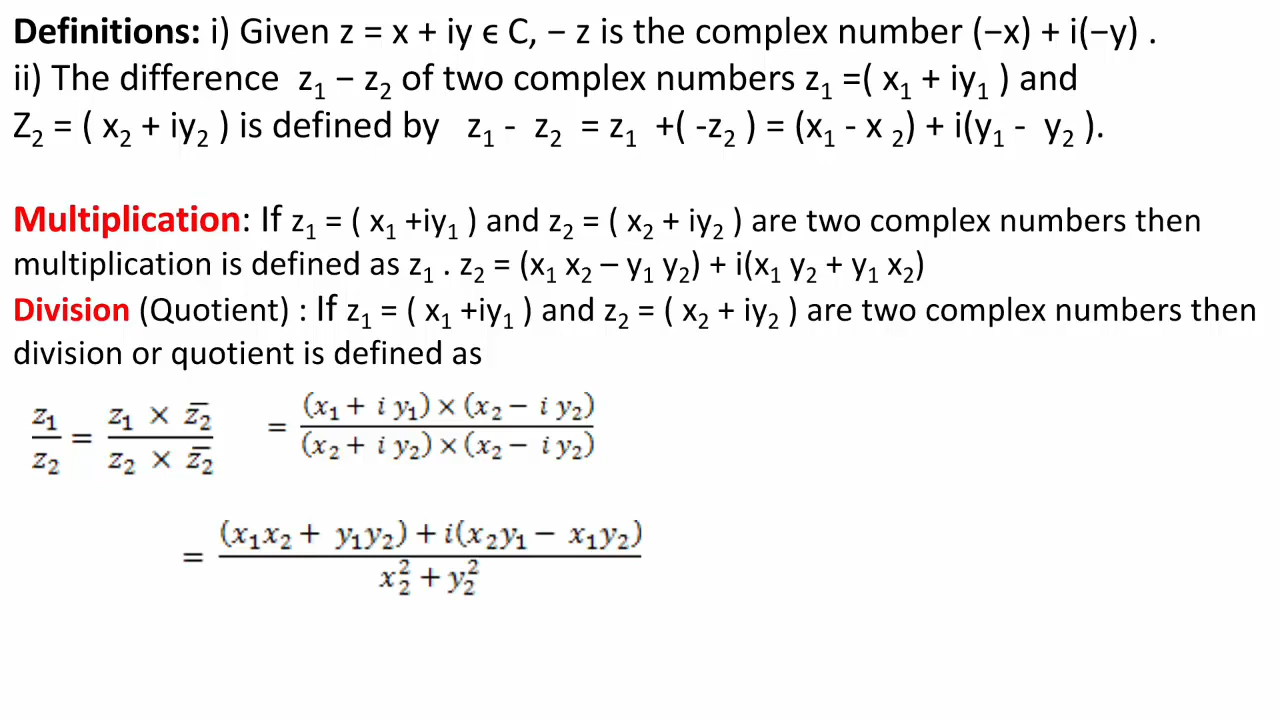 Definitions: i) Given z = x + iy ϵ C, − z is the complex number (−x) + i(−y) .
ii) The difference z₁ − z₂ of two complex numbers z₁ =( x₁ + iy₁ ) and
Z₂ = ( x₂ + iy₂ ) is defined by z₁ - z₂ = z₁ +( -z₂ ) = (x₁ - x ₂) + i(y₁ - y₂ ).
Multiplication: If z₁ = ( x₁ +iy₁ ) and z₂ = ( x₂ + iy₂ ) are two complex numbers then
multiplication is defined as z₁ . z₂ = (x₁ x₂ – y₁ y₂) + i(x₁ y₂ + y₁ x₂)
Division (Quotient) : If z₁ = ( x₁ +iy₁ ) and z₂ = ( x₂ + iy₂ ) are two complex numbers then
division or quotient is defined as
z₁/z₂ = (z₁ × z̄₂)/(z₂ × z̄₂) = ((x₁ + i y₁) × (x₂ − i y₂))/((x₂ + i y₂) × (x₂ − i y₂))
= ((x₁x₂ + y₁y₂) + i(x₂y₁ − x₁y₂))/(x₂² + y₂²)